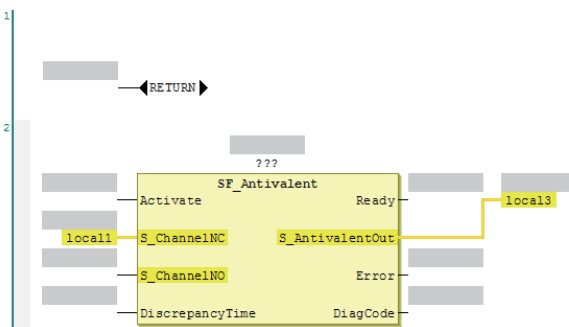 1
RETURN
2
???
SF_Antivalent
Activate Ready local3
local1 S_ChannelNC S_AntivalentOut
S_ChannelNO Error
DiscrepancyTime DiagCode